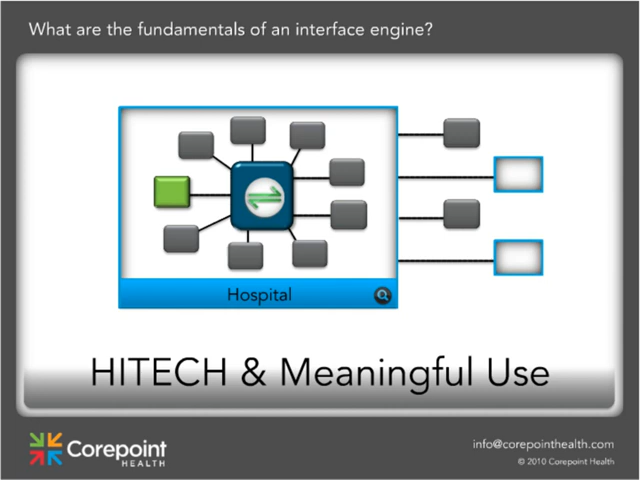 What are the fundamentals of an interface engine?
Hospital
HITECH & Meaningful Use
Corepoint
HEALTH
info@corepointhealth.com
© 2010 Corepoint Health